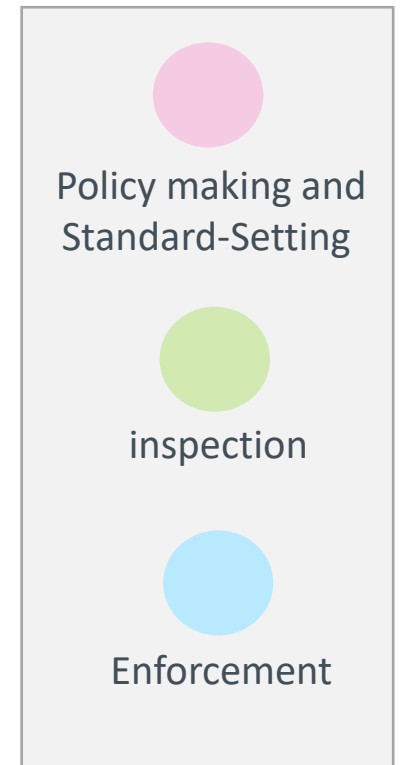 Policy making and
Standard-Setting
inspection
Enforcement